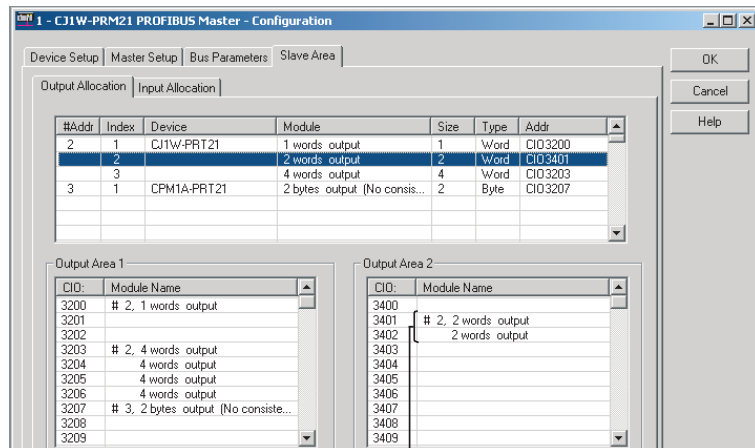 1 - CJ1W-PRM21 PROFIBUS Master - Configuration
Device Setup Master Setup Bus Parameters Slave Area
OK
Output Allocation Input Allocation
Cancel
Help
#Addr Index Device Module Size Type Addr
2 1 CJ1W-PRT21 1 words output 1 Word CIO3200
2 2 words output 2 Word CIO3401
3 4 words output 4 Word CIO3203
3 1 CPM1A-PRT21 2 bytes output (No consis... 2 Byte CIO3207
Output Area 1
CIO: Module Name
3200 # 2, 1 words output
3201
3202
3203 # 2, 4 words output
3204 4 words output
3205 4 words output
3206 4 words output
3207 # 3, 2 bytes output (No consiste...
3208
3209
Output Area 2
CIO: Module Name
3400
3401 # 2, 2 words output
3402 2 words output
3403
3404
3405
3406
3407
3408
3409